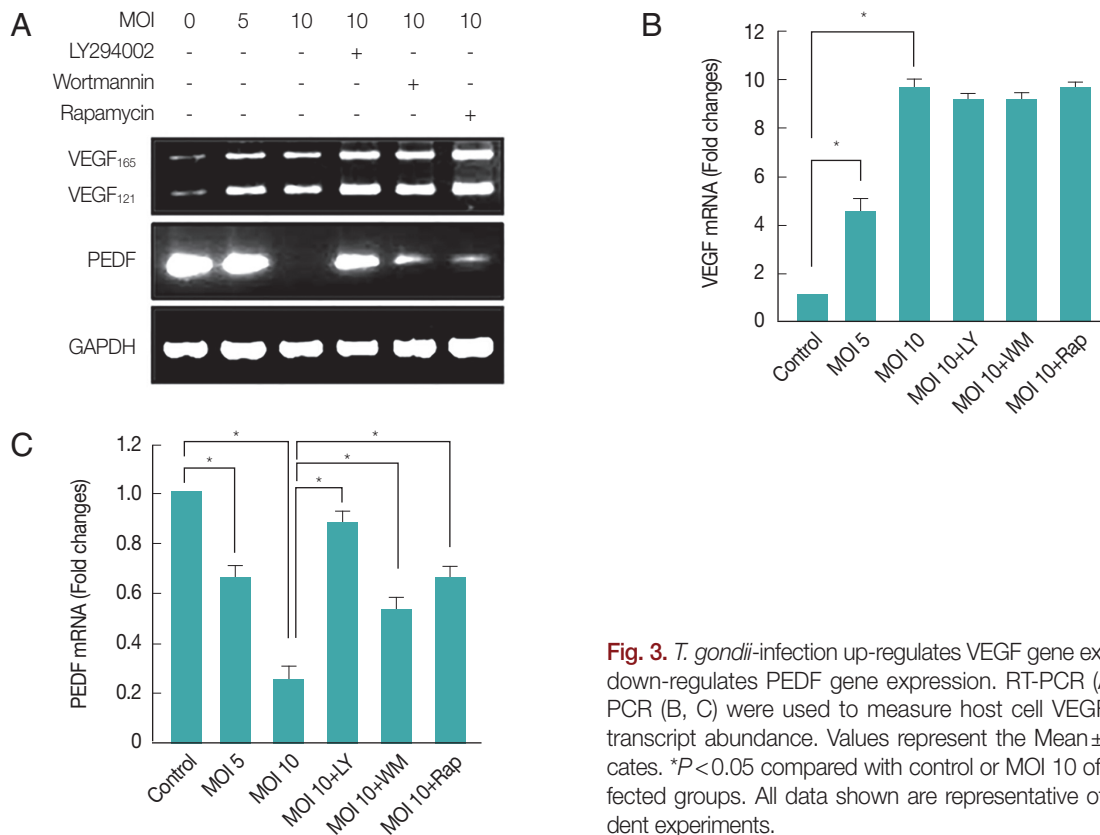 A
MOI 0 5 10 10 10 10
LY294002 - - - + - -
Wortmannin - - - - + -
Rapamycin - - - - - +
VEGF₁₆₅
VEGF₁₂₁
PEDF
GAPDH
B
VEGF mRNA (Fold changes)
12
10
8
6
4
2
0
* 
*
Control MOI 5 MOI 10 MOI 10+LY MOI 10+WM MOI 10+Rap
C
PEDF mRNA (Fold changes)
1.2
1.0
0.8
0.6
0.4
0.2
0
*
*
*
*
*
Control MOI 5 MOI 10 MOI 10+LY MOI 10+WM MOI 10+Rap
Fig. 3. T. gondii-infection up-regulates VEGF gene ex
down-regulates PEDF gene expression. RT-PCR (
PCR (B, C) were used to measure host cell VEGF
transcript abundance. Values represent the Mean±
cates. *P<0.05 compared with control or MOI 10 of
fected groups. All data shown are representative of
dent experiments.